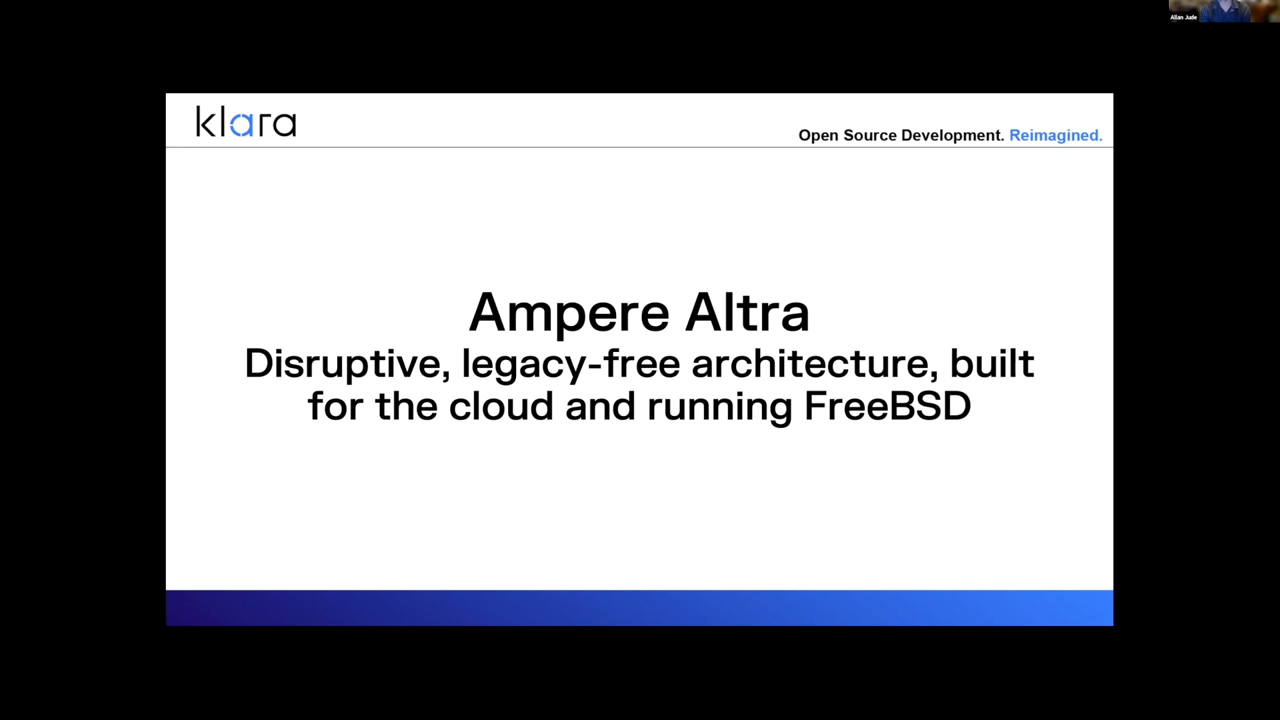 Allan Jude
klara
Open Source Development. Reimagined.
Ampere Altra
Disruptive, legacy-free architecture, built
for the cloud and running FreeBSD